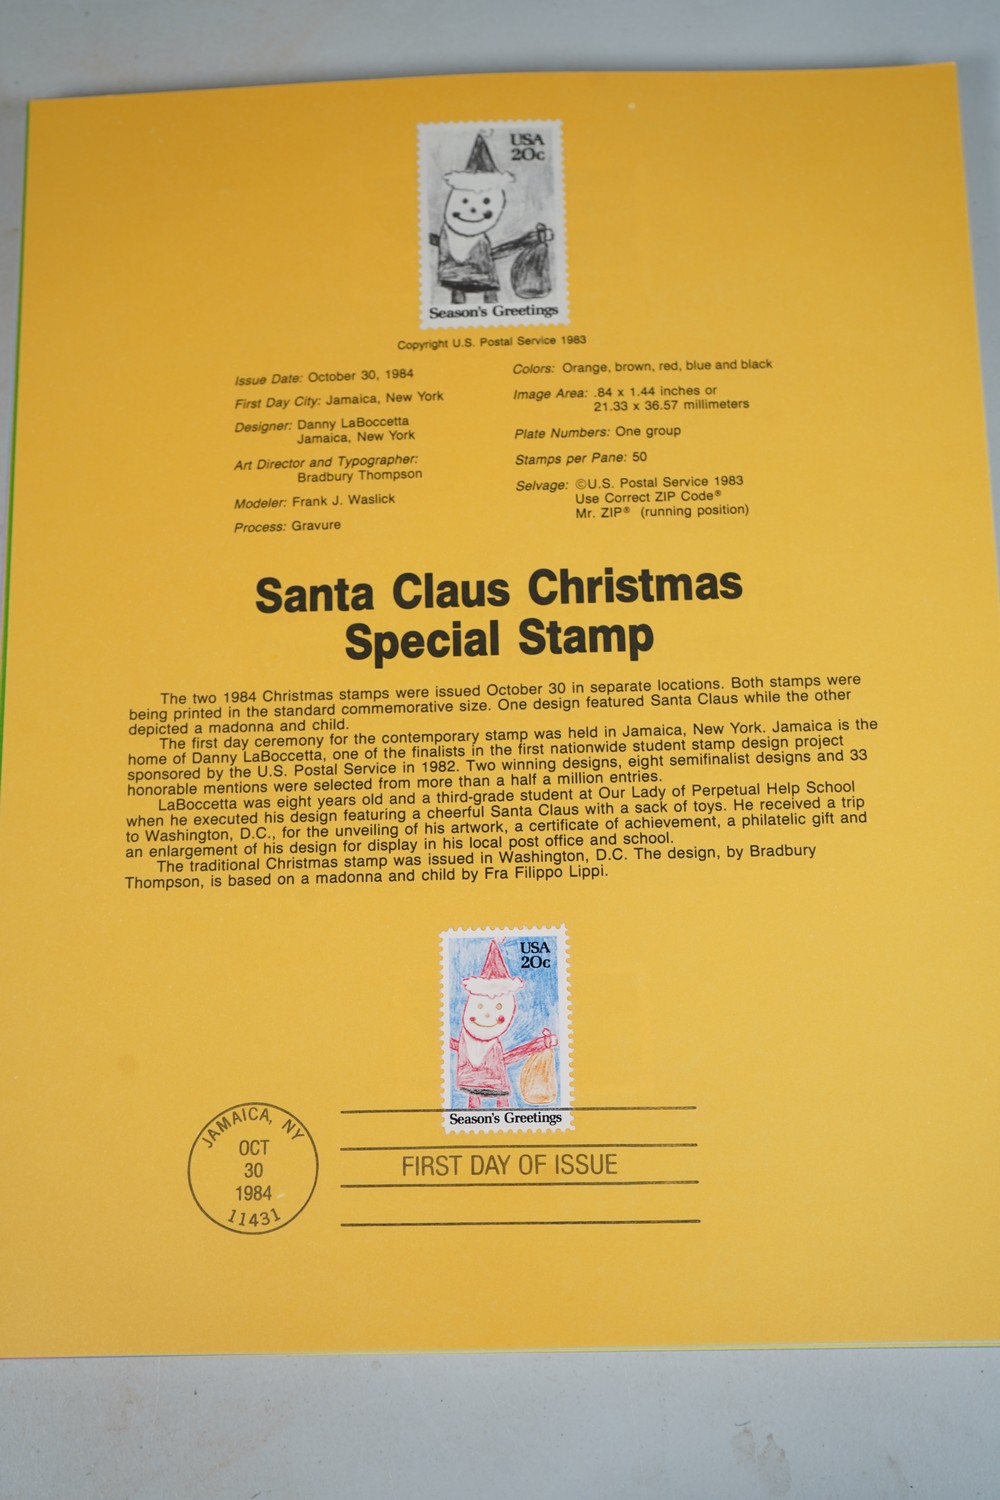 USA
20c
Season's Greetings
Copyright U.S. Postal Service 1983
Issue Date: October 30, 1984
First Day City: Jamaica, New York
Designer: Danny LaBoccetta
Jamaica, New York
Art Director and Typographer:
Bradbury Thompson
Modeler: Frank J. Waslick
Process: Gravure
Colors: Orange, brown, red, blue and black
Image Area: .84 x 1.44 inches or
21.33 x 36.57 millimeters
Plate Numbers: One group
Stamps per Pane: 50
Selvage: ©U.S. Postal Service 1983
Use Correct ZIP Code®
Mr. ZIP® (running position)
Santa Claus Christmas
Special Stamp
The two 1984 Christmas stamps were issued October 30 in separate locations. Both stamps were
being printed in the standard commemorative size. One design featured Santa Claus while the other
depicted a madonna and child.
The first day ceremony for the contemporary stamp was held in Jamaica, New York. Jamaica is the
home of Danny LaBoccetta, one of the finalists in the first nationwide student stamp design project
sponsored by the U.S. Postal Service in 1982. Two winning designs, eight semifinalist designs and 33
honorable mentions were selected from more than a half a million entries.
LaBoccetta was eight years old and a third-grade student at Our Lady of Perpetual Help School
when he executed his design featuring a cheerful Santa Claus with a sack of toys. He received a trip
to Washington, D.C., for the unveiling of his artwork, a certificate of achievement, a philatelic gift and
an enlargement of his design for display in his local post office and school.
The traditional Christmas stamp was issued in Washington, D.C. The design, by Bradbury
Thompson, is based on a madonna and child by Fra Filippo Lippi.
USA
20c
Season's Greetings
JAMAICA, NY
OCT
30
1984
11431
FIRST DAY OF ISSUE